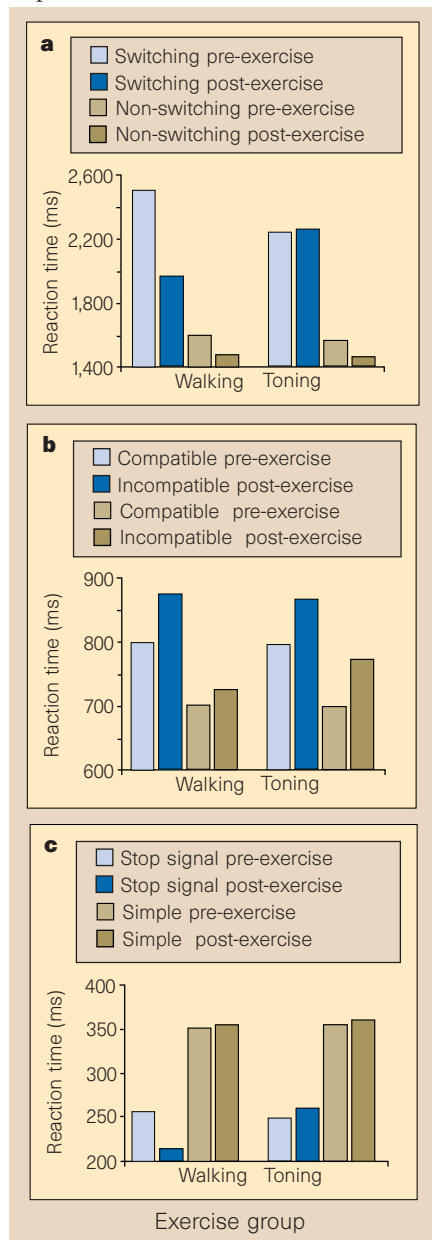 a
Switching pre-exercise
Switching post-exercise
Non-switching pre-exercise
Non-switching post-exercise
2,600
2,200
1,800
1,400
Reaction time (ms)
Walking Toning
b
Compatible pre-exercise
Incompatible post-exercise
Compatible pre-exercise
Incompatible post-exercise
900
800
700
600
Reaction time (ms)
Walking Toning
c
Stop signal pre-exercise
Stop signal post-exercise
Simple pre-exercise
Simple post-exercise
400
350
300
250
200
Reaction time (ms)
Walking Toning
Exercise group